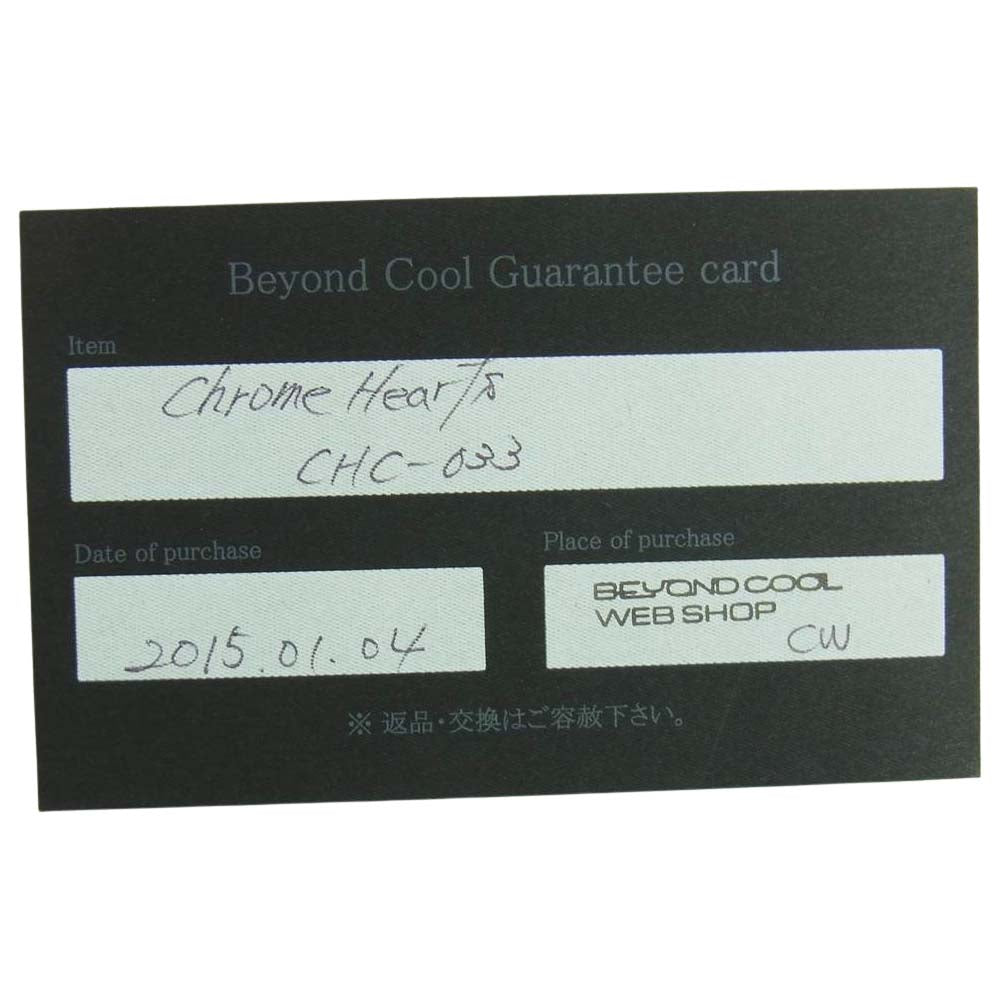 Beyond Cool Guarantee card
Item
Chrome Hearts
CHC-033
Date of purchase
Place of purchase
2015.01.04
BEYOND COOL
WEB SHOP
CW
※ 返品・交換はご容赦下さい。